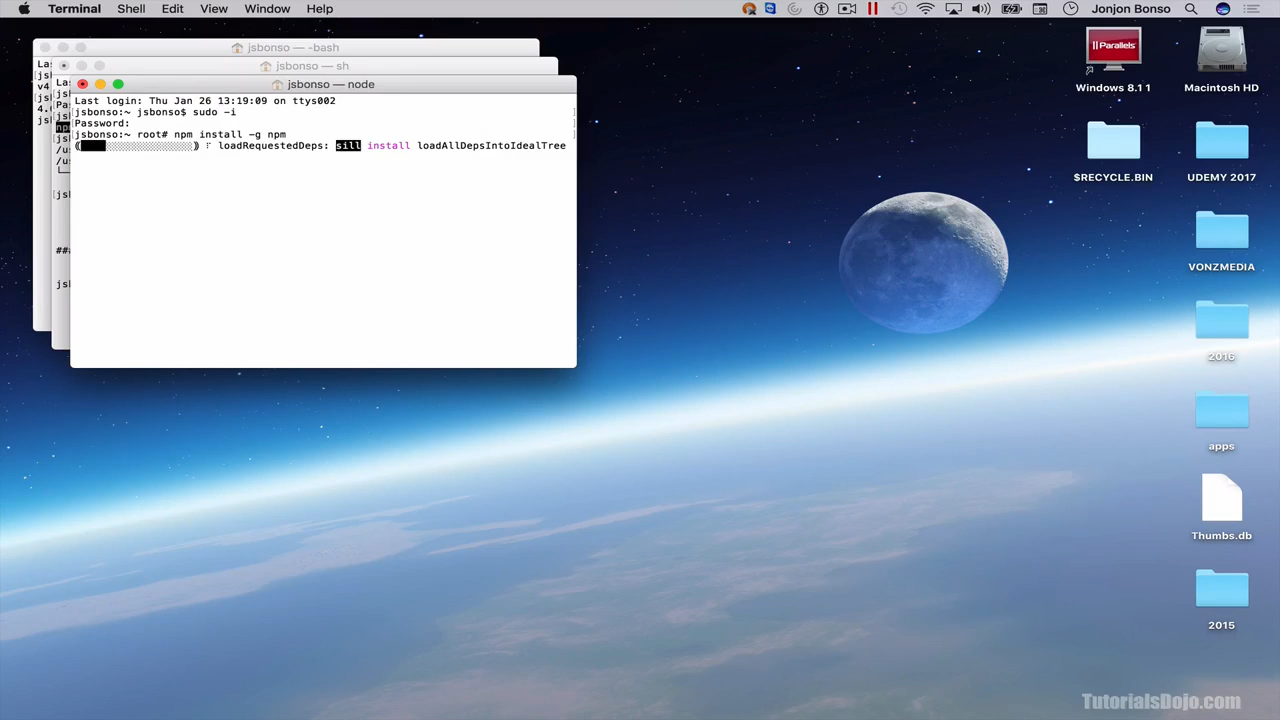 Terminal Shell Edit View Window Help
Jonjon Bonso
jsbonso — -bash
jsbonso — sh
jsbonso — node
Last login: Thu Jan 26 13:19:09 on ttys002
jsbonso:~ jsbonso$ sudo -i
Password:
jsbonso:~ root# npm install -g npm
loadRequestedDeps: sill install loadAllDepsIntoIdealTree
Parallels
Windows 8.1 1
Macintosh HD
$RECYCLE.BIN
UDEMY 2017
VONZMEDIA
2016
apps
Thumbs.db
2015
TutorialsDojo.com